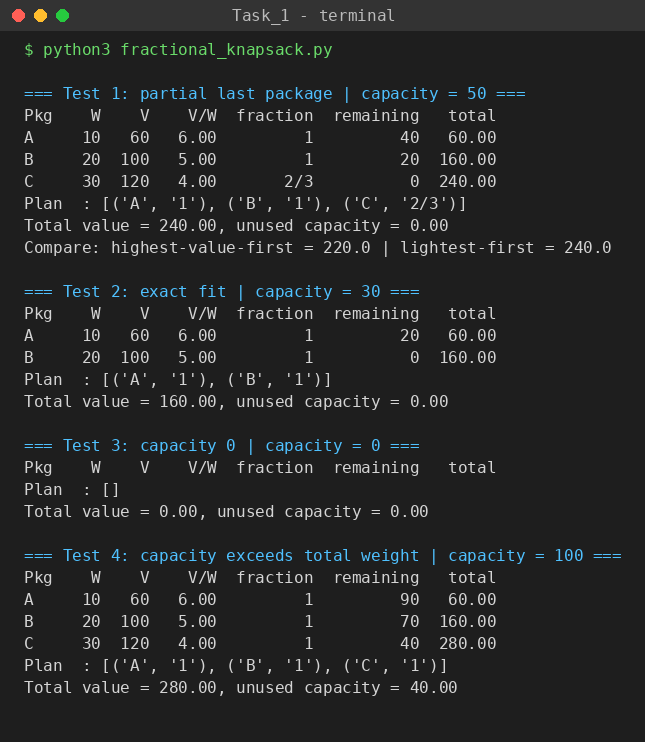 Task_1 - terminal
$ python3 fractional_knapsack.py
=== Test 1: partial last package | capacity = 50 ===
Pkg    W    V    V/W  fraction  remaining   total
A     10   60   6.00         1         40   60.00
B     20  100   5.00         1         20  160.00
C     30  120   4.00       2/3          0  240.00
Plan  : [('A', '1'), ('B', '1'), ('C', '2/3')]
Total value = 240.00, unused capacity = 0.00
Compare: highest-value-first = 220.0 | lightest-first = 240.0
=== Test 2: exact fit | capacity = 30 ===
Pkg    W    V    V/W  fraction  remaining   total
A     10   60   6.00         1         20   60.00
B     20  100   5.00         1          0  160.00
Plan  : [('A', '1'), ('B', '1')]
Total value = 160.00, unused capacity = 0.00
=== Test 3: capacity 0 | capacity = 0 ===
Pkg    W    V    V/W  fraction  remaining   total
Plan  : []
Total value = 0.00, unused capacity = 0.00
=== Test 4: capacity exceeds total weight | capacity = 100 ===
Pkg    W    V    V/W  fraction  remaining   total
A     10   60   6.00         1         90   60.00
B     20  100   5.00         1         70  160.00
C     30  120   4.00         1         40  280.00
Plan  : [('A', '1'), ('B', '1'), ('C', '1')]
Total value = 280.00, unused capacity = 40.00